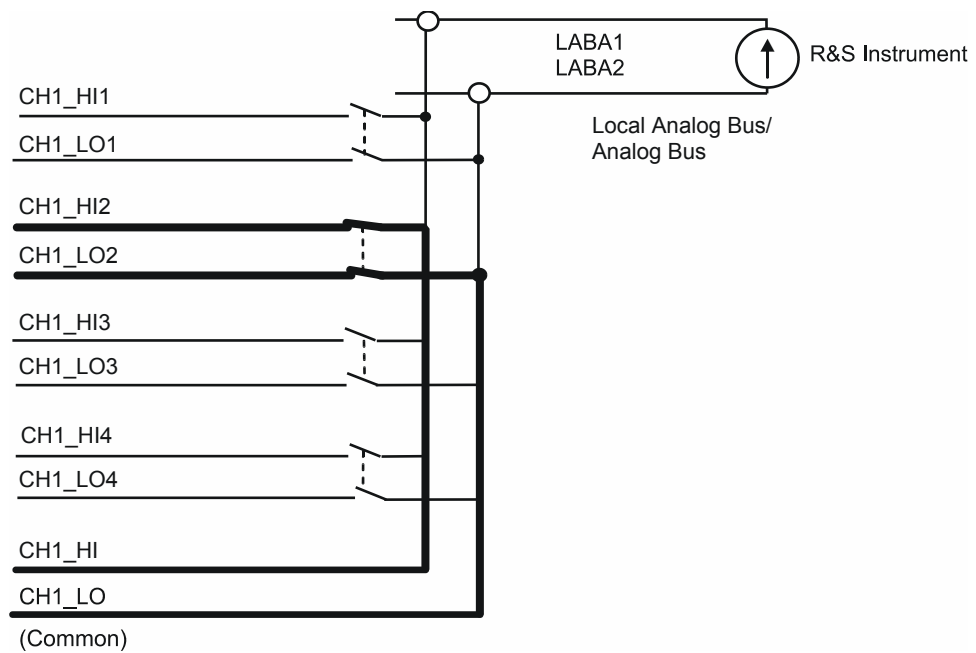 LABA1
LABA2
R&S Instrument
Local Analog Bus/
Analog Bus
CH1_HI1
CH1_LO1
CH1_HI2
CH1_LO2
CH1_HI3
CH1_LO3
CH1_HI4
CH1_LO4
CH1_HI
CH1_LO
(Common)